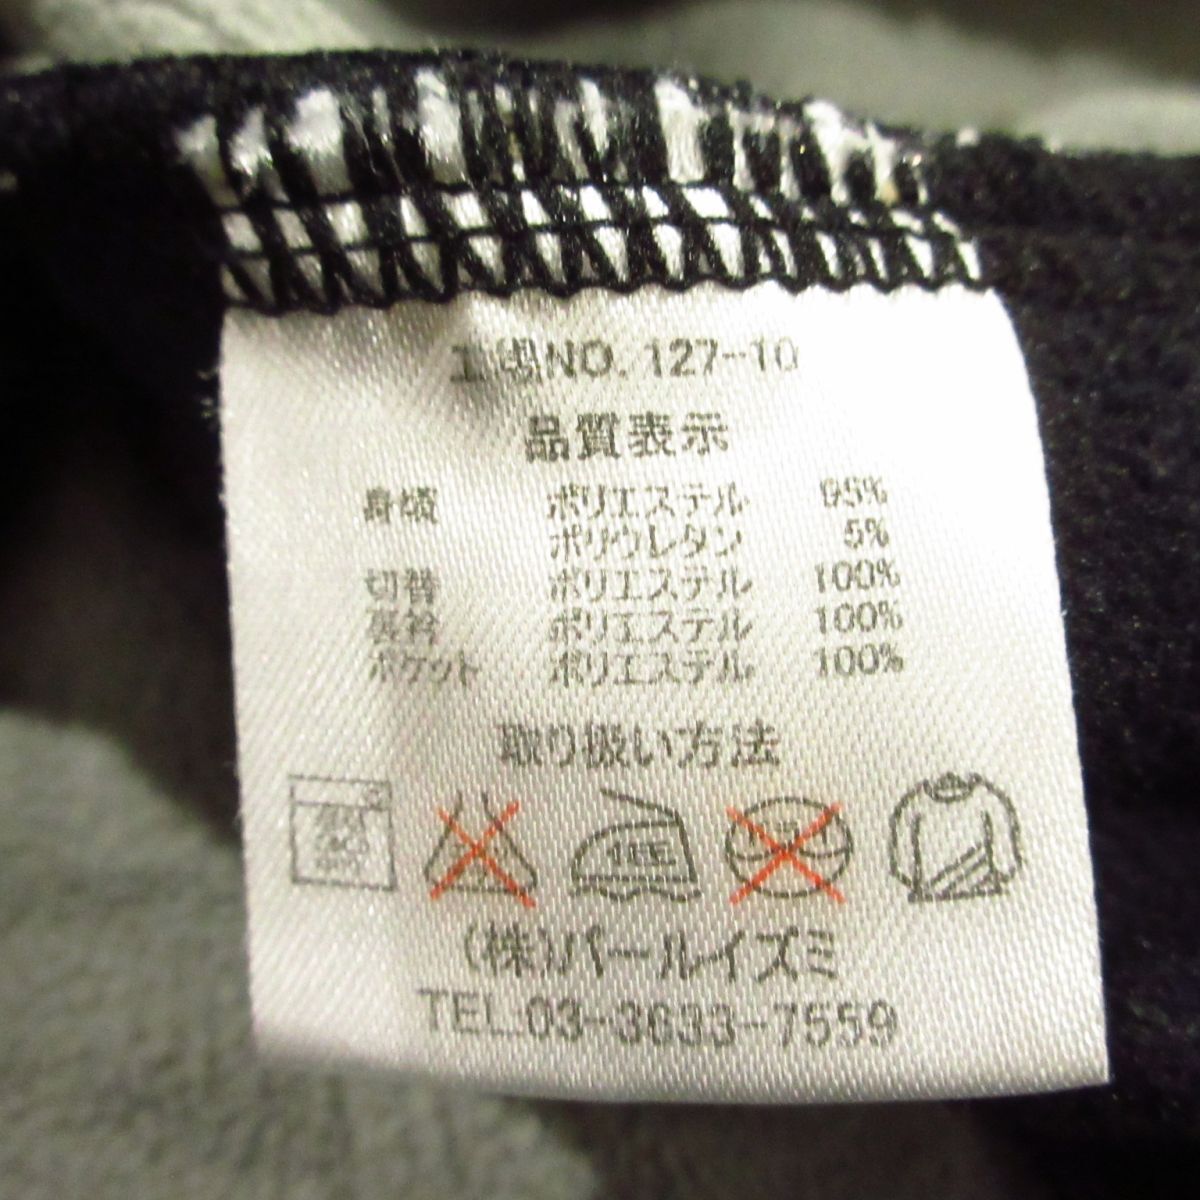 工場NO. 127-10
品質表示
身頃 ポリエステル 95%
ポリウレタン 5%
切替 ポリエステル 100%
裏衿 ポリエステル 100%
ポケット ポリエステル 100%
取り扱い方法
(株)パールイズミ
TEL.03-3633-7559